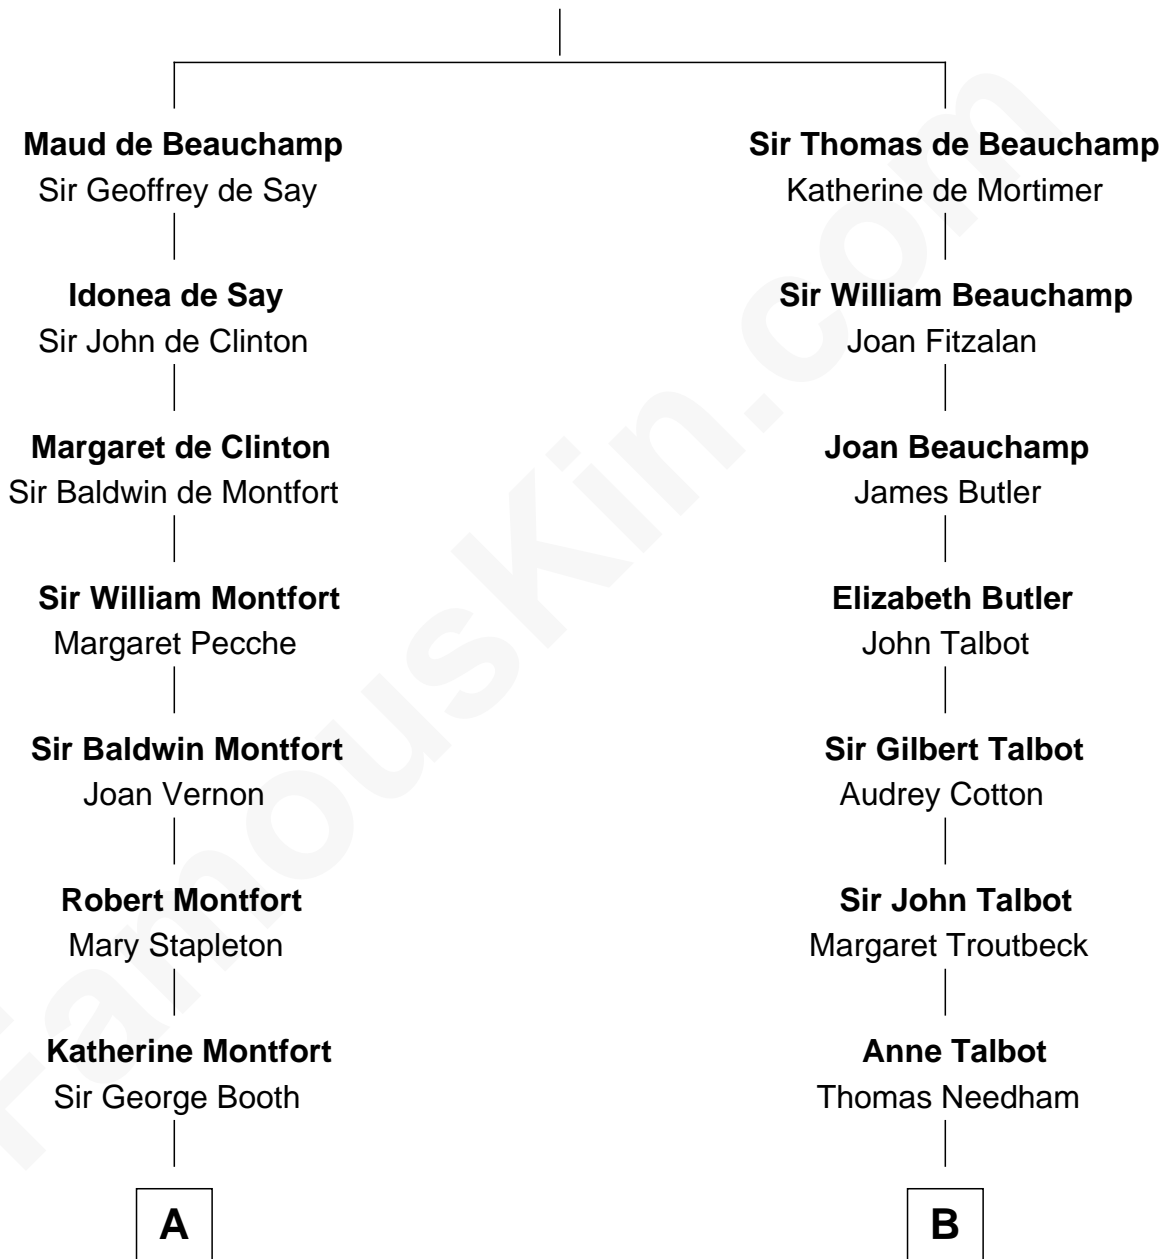 Maud de Beauchamp
Sir Geoffrey de Say
Idonea de Say
Sir John de Clinton
Margaret de Clinton
Sir Baldwin de Montfort
Sir William Montfort
Margaret Pecche
Sir Baldwin Montfort
Joan Vernon
Robert Montfort
Mary Stapleton
Katherine Montfort
Sir George Booth
A
Sir Thomas de Beauchamp
Katherine de Mortimer
Sir William Beauchamp
Joan Fitzalan
Joan Beauchamp
James Butler
Elizabeth Butler
John Talbot
Sir Gilbert Talbot
Audrey Cotton
Sir John Talbot
Margaret Troutbeck
Anne Talbot
Thomas Needham
B
FamousKin.com